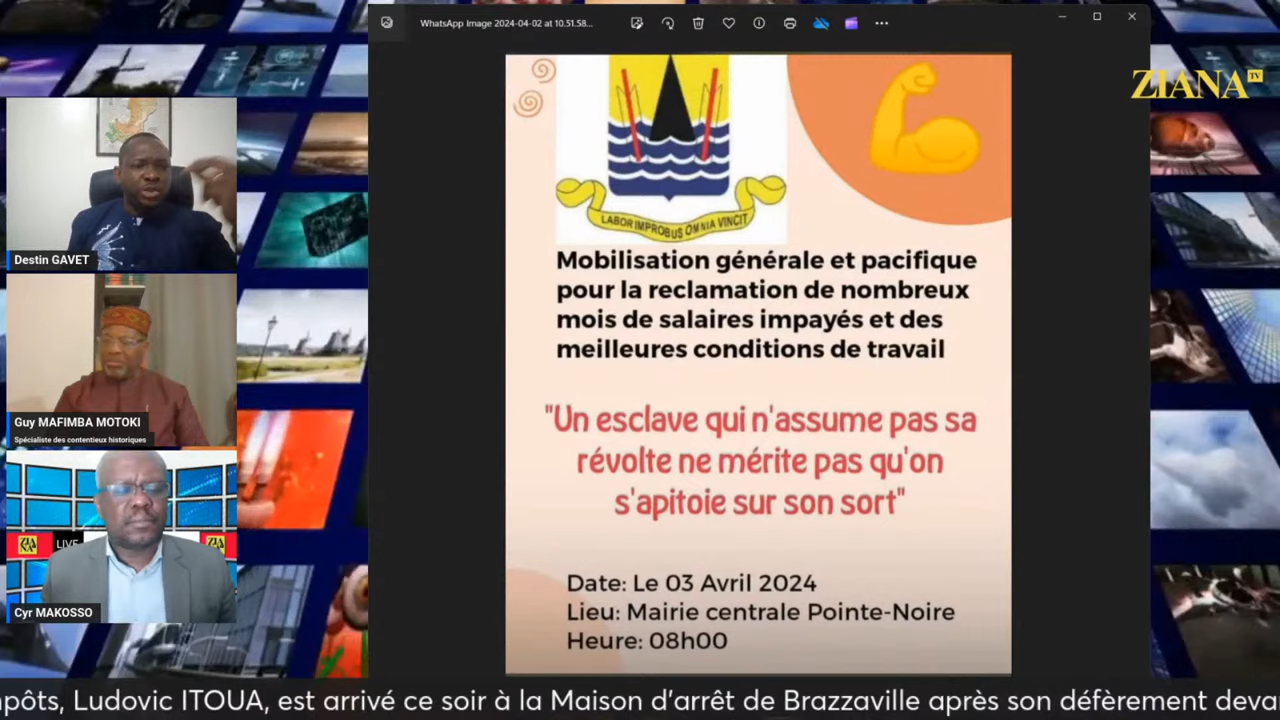 WhatsApp Image 2024-04-02 at 10.51.58...
ZIANA TV
LABOR IMPROBUS OMNIA VINCIT
Mobilisation générale et pacifique
pour la reclamation de nombreux
mois de salaires impayés et des
meilleures conditions de travail
"Un esclave qui n'assume pas sa
révolte ne mérite pas qu'on
s'apitoie sur son sort"
Date: Le 03 Avril 2024
Lieu: Mairie centrale Pointe-Noire
Heure: 08h00
Destin GAVET
Guy MAFIMBA MOTOKI
Spécialiste des contentieux historiques
LIVE
Cyr MAKOSSO
Ludovic ITOUA, est arrivé ce soir à la Maison d'arrêt de Brazzaville après son défèrement